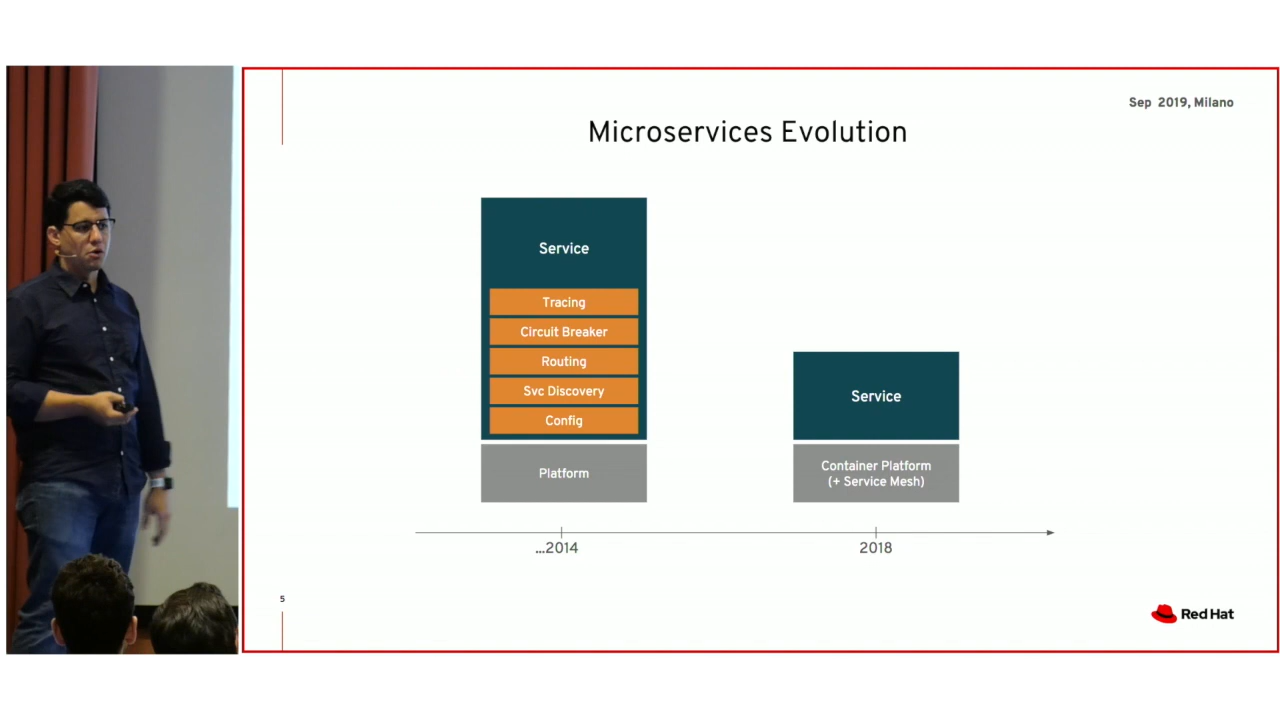 Sep 2019, Milano
Microservices Evolution
Service
Tracing
Circuit Breaker
Routing
Svc Discovery
Config
Platform
Service
Container Platform
(+ Service Mesh)
...2014
2018
5
Red Hat